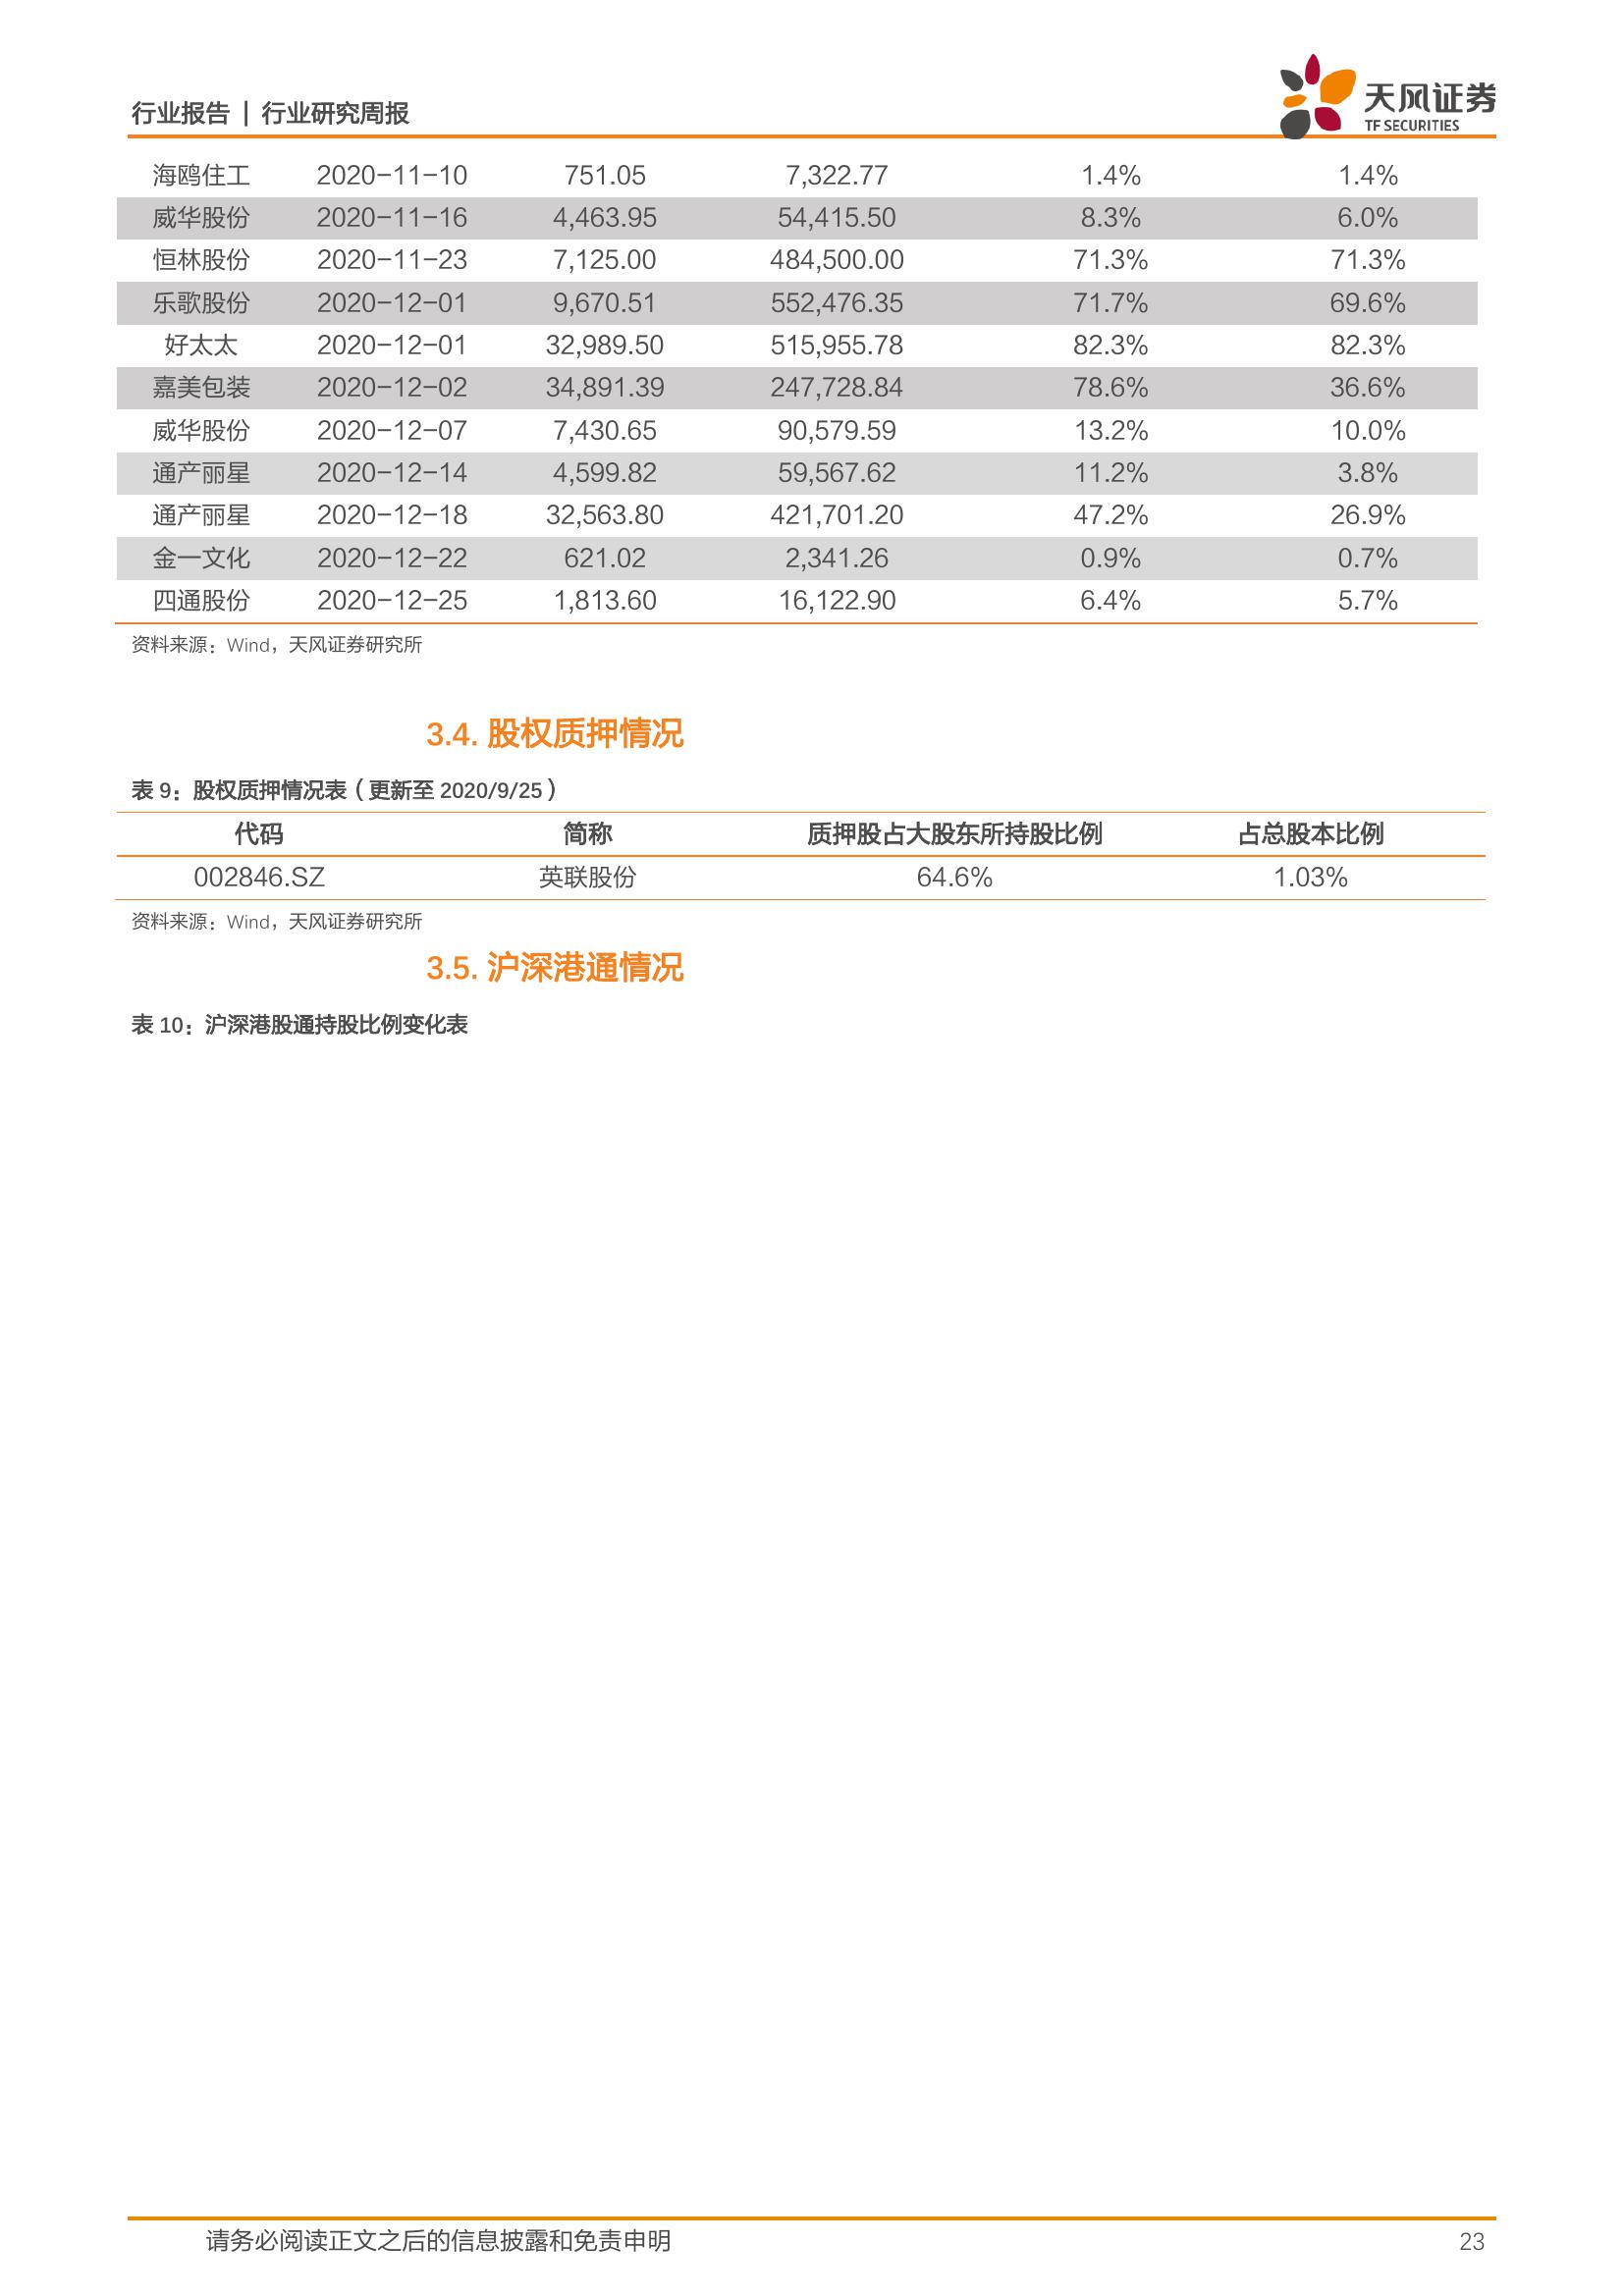 行业报告 | 行业研究周报
天风证券
TF SECURITIES
海鸥住工 2020-11-10 751.05 7,322.77 1.4% 1.4%
威华股份 2020-11-16 4,463.95 54,415.50 8.3% 6.0%
恒林股份 2020-11-23 7,125.00 484,500.00 71.3% 71.3%
乐歌股份 2020-12-01 9,670.51 552,476.35 71.7% 69.6%
好太太 2020-12-01 32,989.50 515,955.78 82.3% 82.3%
嘉美包装 2020-12-02 34,891.39 247,728.84 78.6% 36.6%
威华股份 2020-12-07 7,430.65 90,579.59 13.2% 10.0%
通产丽星 2020-12-14 4,599.82 59,567.62 11.2% 3.8%
通产丽星 2020-12-18 32,563.80 421,701.20 47.2% 26.9%
金一文化 2020-12-22 621.02 2,341.26 0.9% 0.7%
四通股份 2020-12-25 1,813.60 16,122.90 6.4% 5.7%
资料来源：Wind，天风证券研究所
3.4. 股权质押情况
表 9：股权质押情况表（更新至 2020/9/25）
代码 简称 质押股占大股东所持股比例 占总股本比例
002846.SZ 英联股份 64.6% 1.03%
资料来源：Wind，天风证券研究所
3.5. 沪深港通情况
表 10：沪深港股通持股比例变化表
请务必阅读正文之后的信息披露和免责申明 23